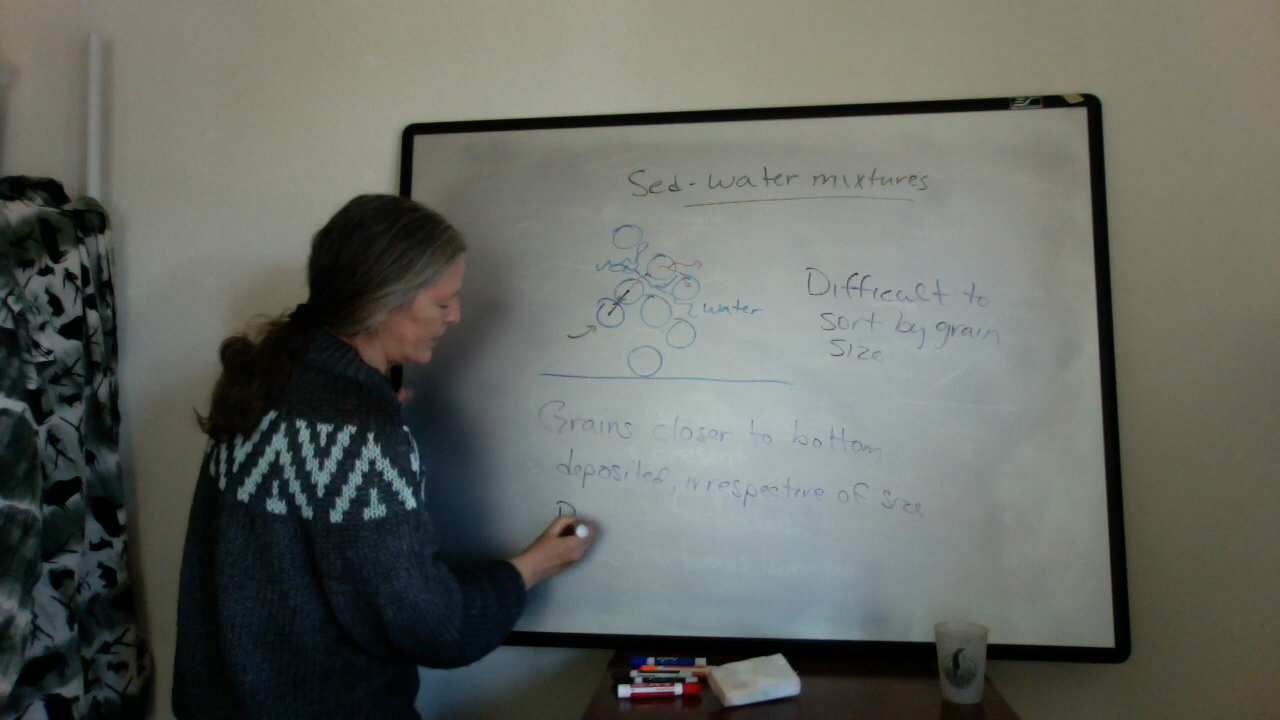 Sed-water mixtures
water
Difficult to
sort by grain
size
Grains closer to bottom
deposited, irrespective of size